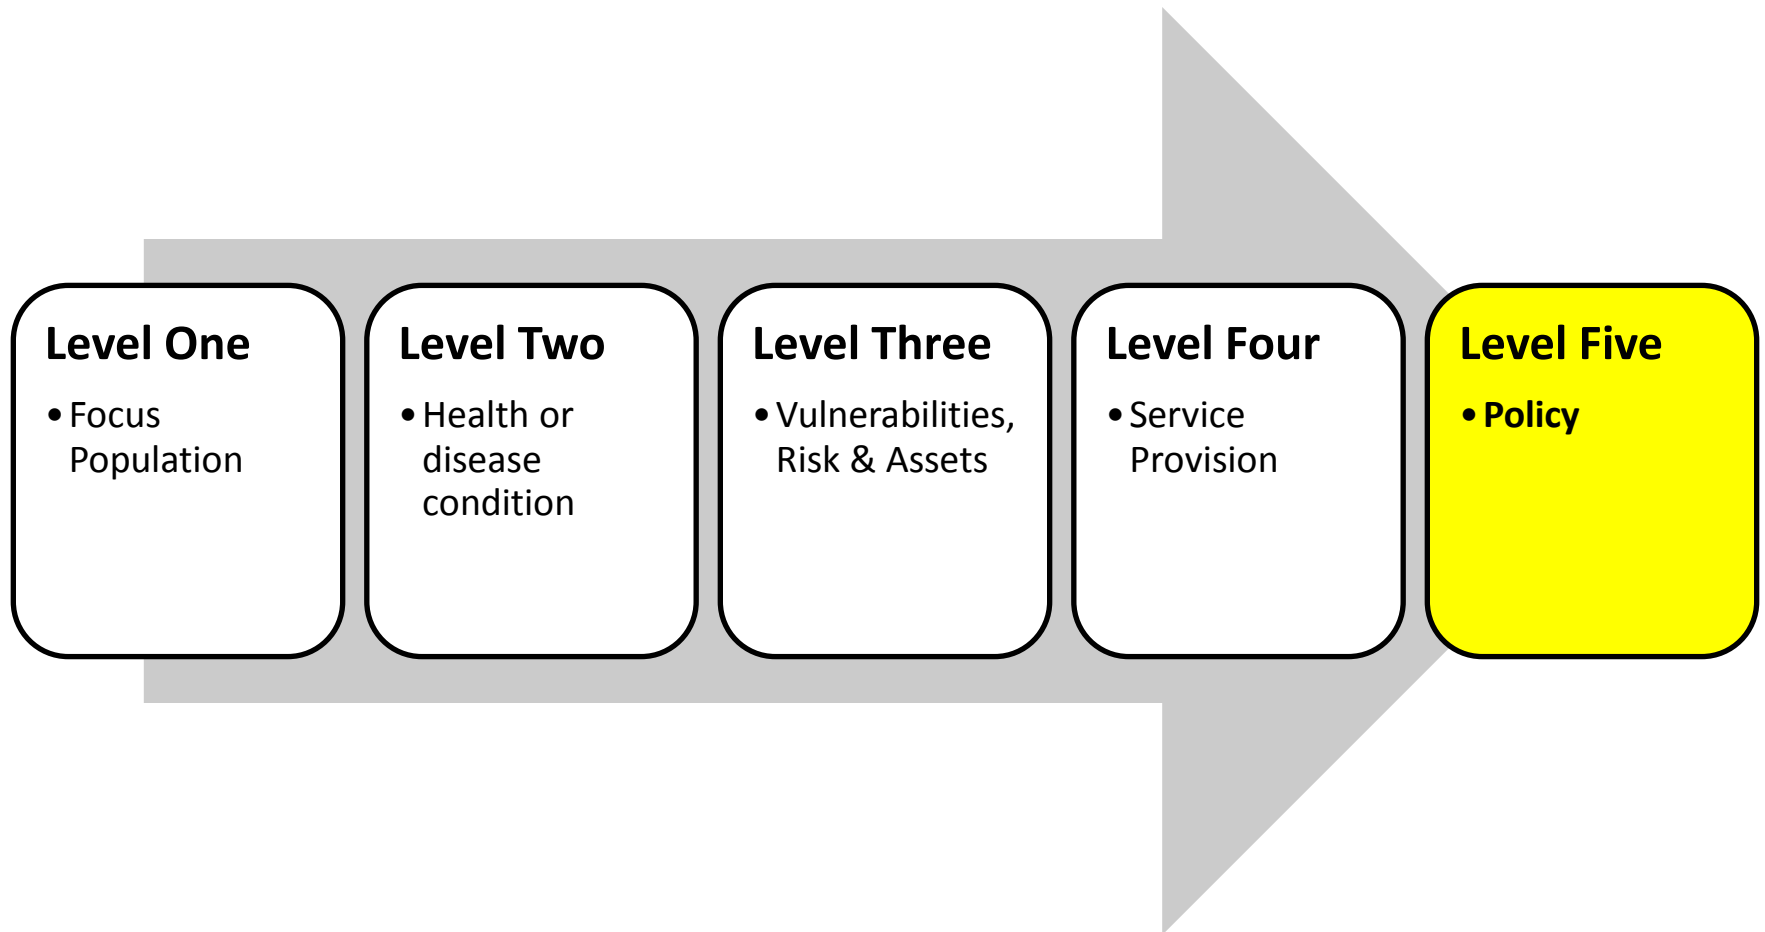 Level One
•Focus
Population
Level Two
•Health or
disease
condition
Level Three
•Vulnerabilities,
Risk & Assets
Level Four
•Service
Provision
Level Five
•Policy